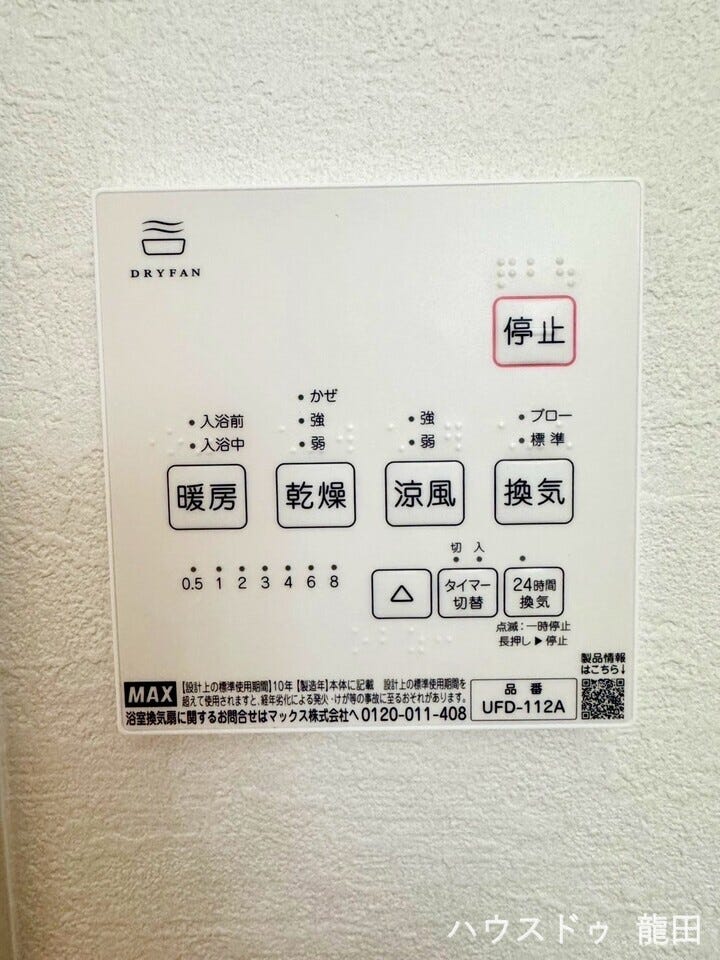 DRYFAN
停止
かぜ
入浴前
強
強
ブロー
入浴中
弱
弱
標準
暖房
乾燥
涼風
換気
切 入
0.5 1 2 3 4 6 8
△
タイマー
切替
24時間
換気
点滅:一時停止
長押し▶停止
製品情報
はこちら↓
MAX
【設計上の標準使用期間】10年【製造年】本体に記載 設計上の標準使用期間を
超えて使用されますと、経年劣化による発火・けが等の事故に至るおそれがあります。
浴室換気扇に関するお問合せはマックス株式会社へ0120-011-408
品番
UFD-112A
ハウスドゥ 龍田